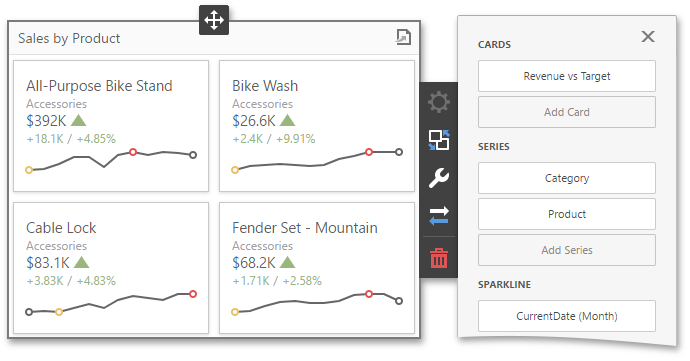 Sales by Product
All-Purpose Bike Stand
Accessories
$392K
+18.1K / +4.85%
Bike Wash
Accessories
$26.6K
+2.4K / +9.91%
Cable Lock
Accessories
$83.1K
+3.83K / +4.83%
Fender Set - Mountain
Accessories
$68.2K
+1.71K / +2.58%
CARDS
Revenue vs Target
Add Card
SERIES
Category
Product
Add Series
SPARKLINE
CurrentDate (Month)